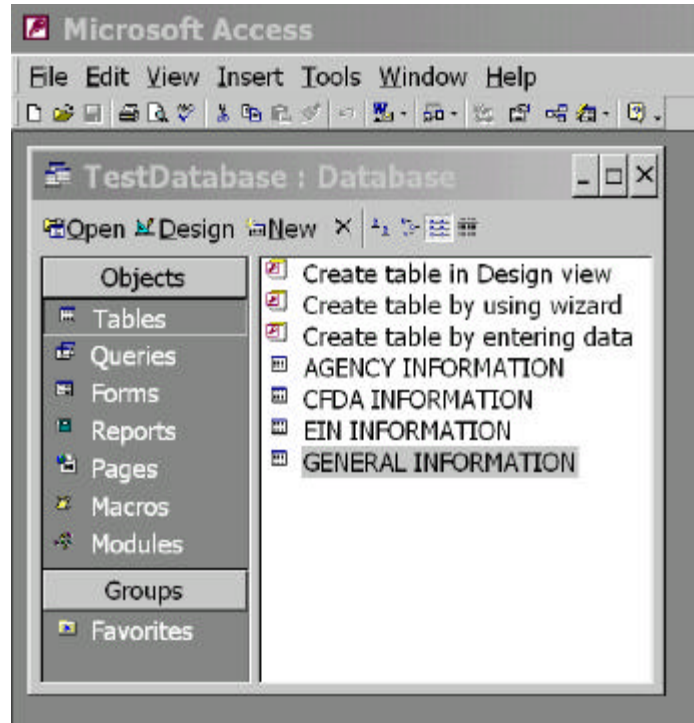 Microsoft Access
File Edit View Insert Tools Window Help
TestDatabase : Database
Open Design New
Objects
Tables
Queries
Forms
Reports
Pages
Macros
Modules
Groups
Favorites
Create table in Design view
Create table by using wizard
Create table by entering data
AGENCY INFORMATION
CFDA INFORMATION
EIN INFORMATION
GENERAL INFORMATION